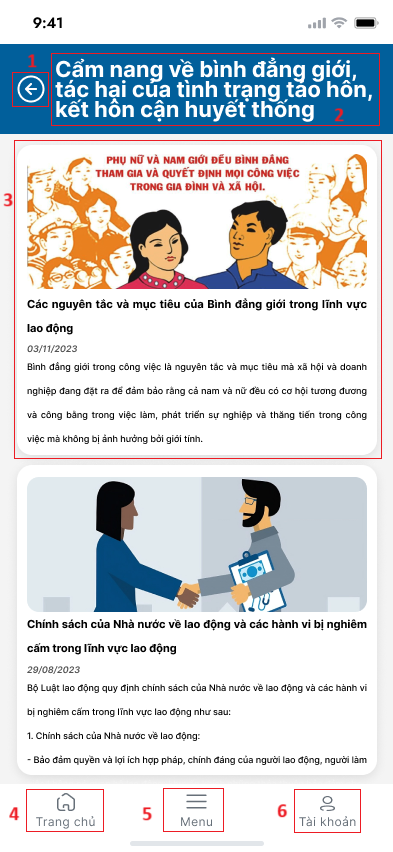 9:41
1
Cẩm nang về bình đẳng giới,
tác hại của tình trạng tảo hôn,
kết hôn cận huyết thống
2
3
PHỤ NỮ VÀ NAM GIỚI ĐỀU BÌNH ĐẲNG
THAM GIA VÀ QUYẾT ĐỊNH MỌI CÔNG VIỆC
TRONG GIA ĐÌNH VÀ XÃ HỘI.
Các nguyên tắc và mục tiêu của Bình đẳng giới trong lĩnh vực
lao động
03/11/2023
Bình đẳng giới trong công việc là nguyên tắc và mục tiêu mà xã hội và doanh
nghiệp đang đặt ra để đảm bảo rằng cả nam và nữ đều có cơ hội tương đương
và công bằng trong việc làm, phát triển sự nghiệp và thăng tiến trong công
việc mà không bị ảnh hưởng bởi giới tính.
Chính sách của Nhà nước về lao động và các hành vi bị nghiêm
cấm trong lĩnh vực lao động
29/08/2023
Bộ Luật lao động quy định chính sách của Nhà nước về lao động và các hành vi
bị nghiêm cấm trong lĩnh vực lao động như sau:
1. Chính sách của Nhà nước về lao động:
- Bảo đảm quyền và lợi ích hợp pháp, chính đáng của người lao động, người làm
4
Trang chủ
5
Menu
6
Tài khoản